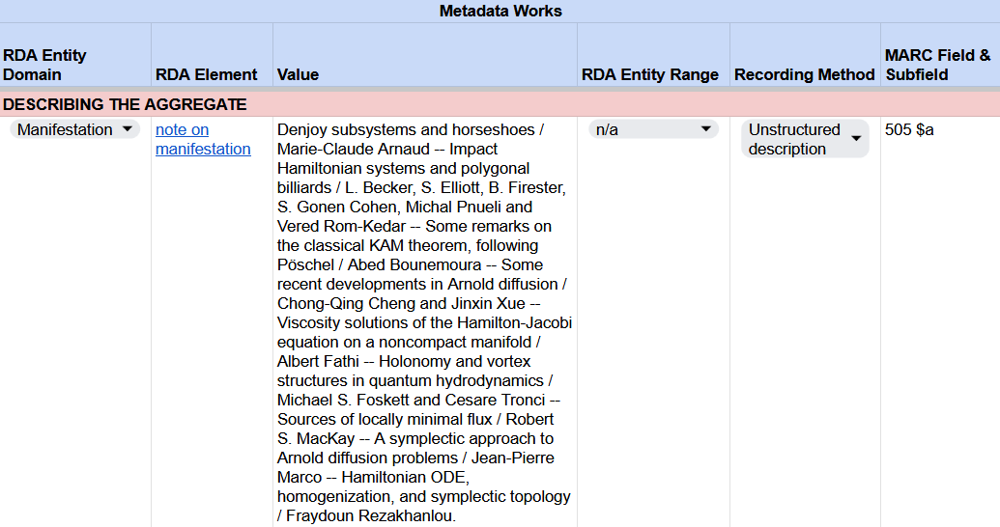 Metadata Works
RDA Entity Domain
RDA Element
Value
RDA Entity Range
Recording Method
MARC Field & Subfield
DESCRIBING THE AGGREGATE
Manifestation
note on
manifestation
Denjoy subsystems and horseshoes /
Marie-Claude Arnaud -- Impact
Hamiltonian systems and polygonal
billiards / L. Becker, S. Elliott, B. Firester,
S. Gonen Cohen, Michal Pnueli and
Vered Rom-Kedar -- Some remarks on
the classical KAM theorem, following
Pöschel / Abed Bounemoura -- Some
recent developments in Arnold diffusion /
Chong-Qing Cheng and Jinxin Xue --
Viscosity solutions of the Hamilton-Jacobi
equation on a noncompact manifold /
Albert Fathi -- Holonomy and vortex
structures in quantum hydrodynamics /
Michael S. Foskett and Cesare Tronci --
Sources of locally minimal flux / Robert
S. MacKay -- A symplectic approach to
Arnold diffusion problems / Jean-Pierre
Marco -- Hamiltonian ODE,
homogenization, and symplectic topology
/ Fraydoun Rezakhanlou.
n/a
Unstructured
description
505 $a